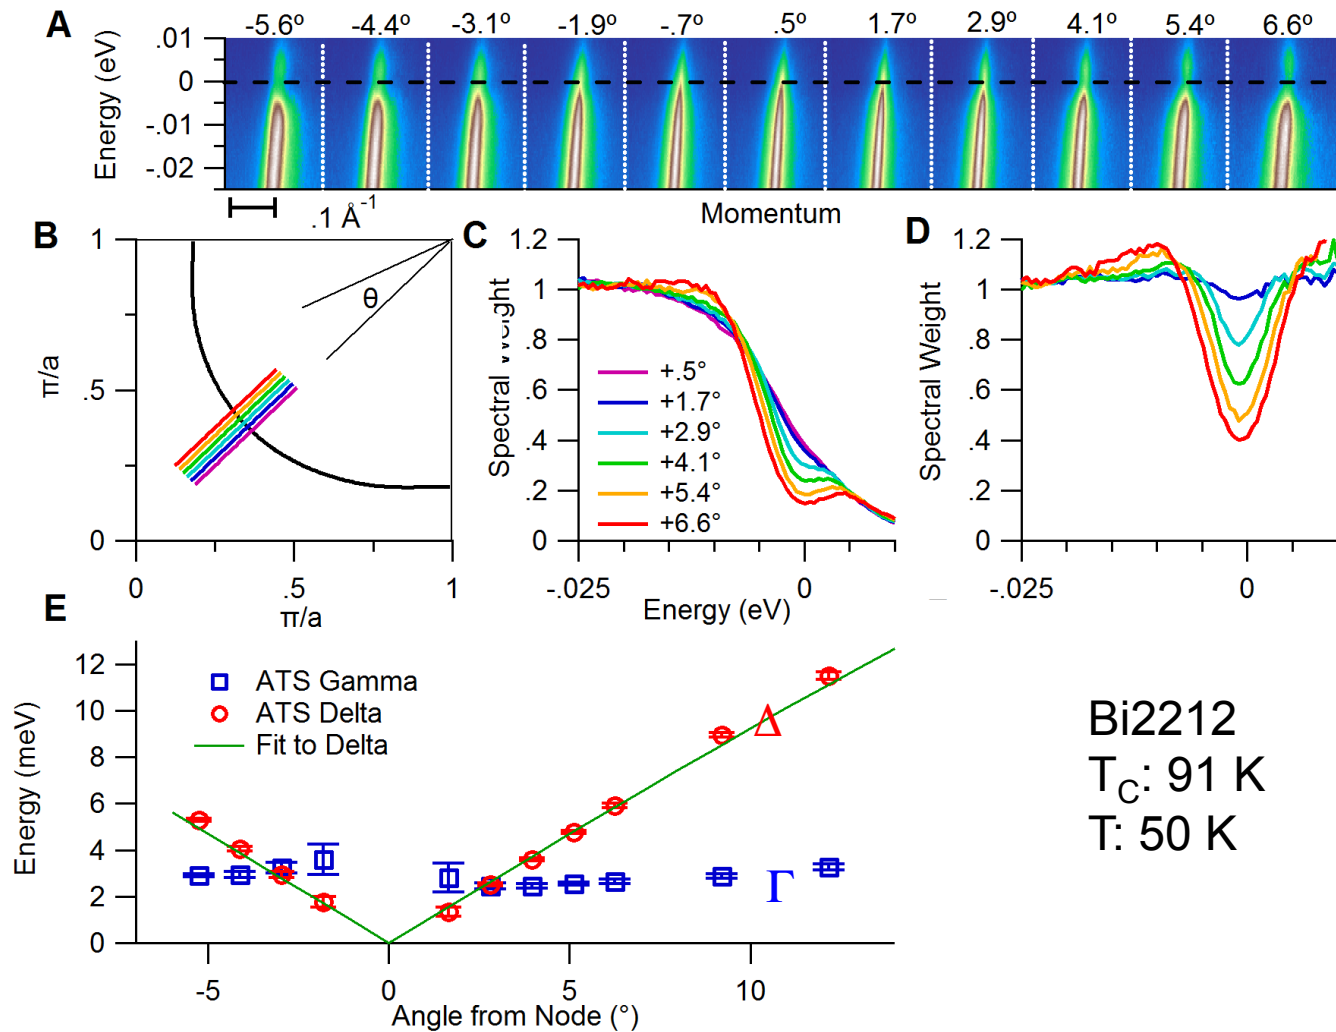 A
-5.6° -4.4° -3.1° -1.9° -.7° .5° 1.7° 2.9° 4.1° 5.4° 6.6°
Energy (eV)
.01
0
-.01
-.02
.1 Å⁻¹
Momentum
B
π/a
1
.5
0
θ
0 .5 1
π/a
C
Spectral Weight
1.2
1
.8
.6
.4
.2
0
+.5°
+1.7°
+2.9°
+4.1°
+5.4°
+6.6°
-.025 0
Energy (eV)
D
Spectral Weight
1.2
1
.8
.6
.4
.2
0
-.025 0
E
Energy (meV)
12
10
8
6
4
2
0
ATS Gamma
ATS Delta
Fit to Delta
Δ
Γ
-5 0 5 10
Angle from Node (°)
Bi2212
T_C: 91 K
T: 50 K